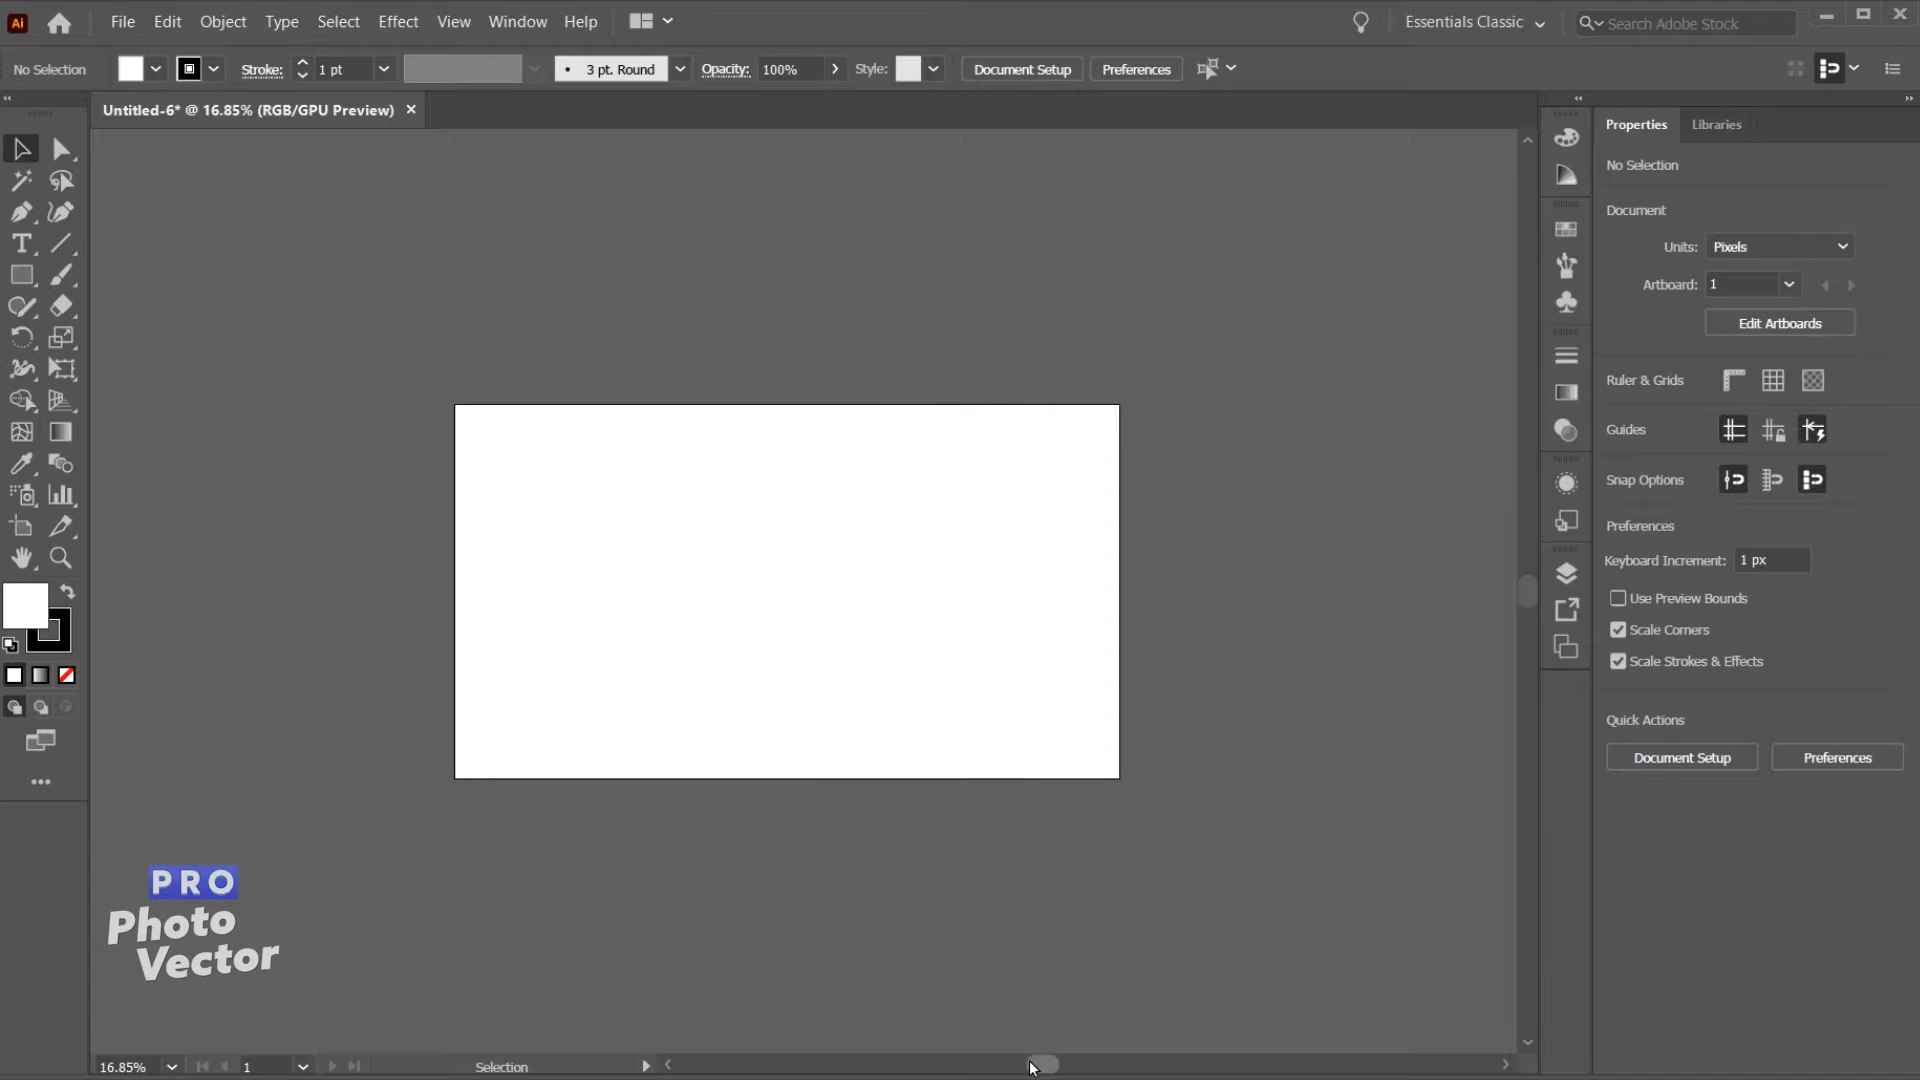 Ai File Edit Object Type Select Effect View Window Help Essentials Classic Search Adobe Stock
No Selection Stroke: 1 pt 3 pt. Round Opacity: 100% Style: Document Setup Preferences
Untitled-6* @ 16.85% (RGB/GPU Preview)
Properties Libraries
No Selection
Document
Units: Pixels
Artboard: 1
Edit Artboards
Ruler & Grids
Guides
Snap Options
Preferences
Keyboard Increment: 1 px
Use Preview Bounds
Scale Corners
Scale Strokes & Effects
Quick Actions
Document Setup Preferences
PRO
Photo
Vector
16.85% 1 Selection